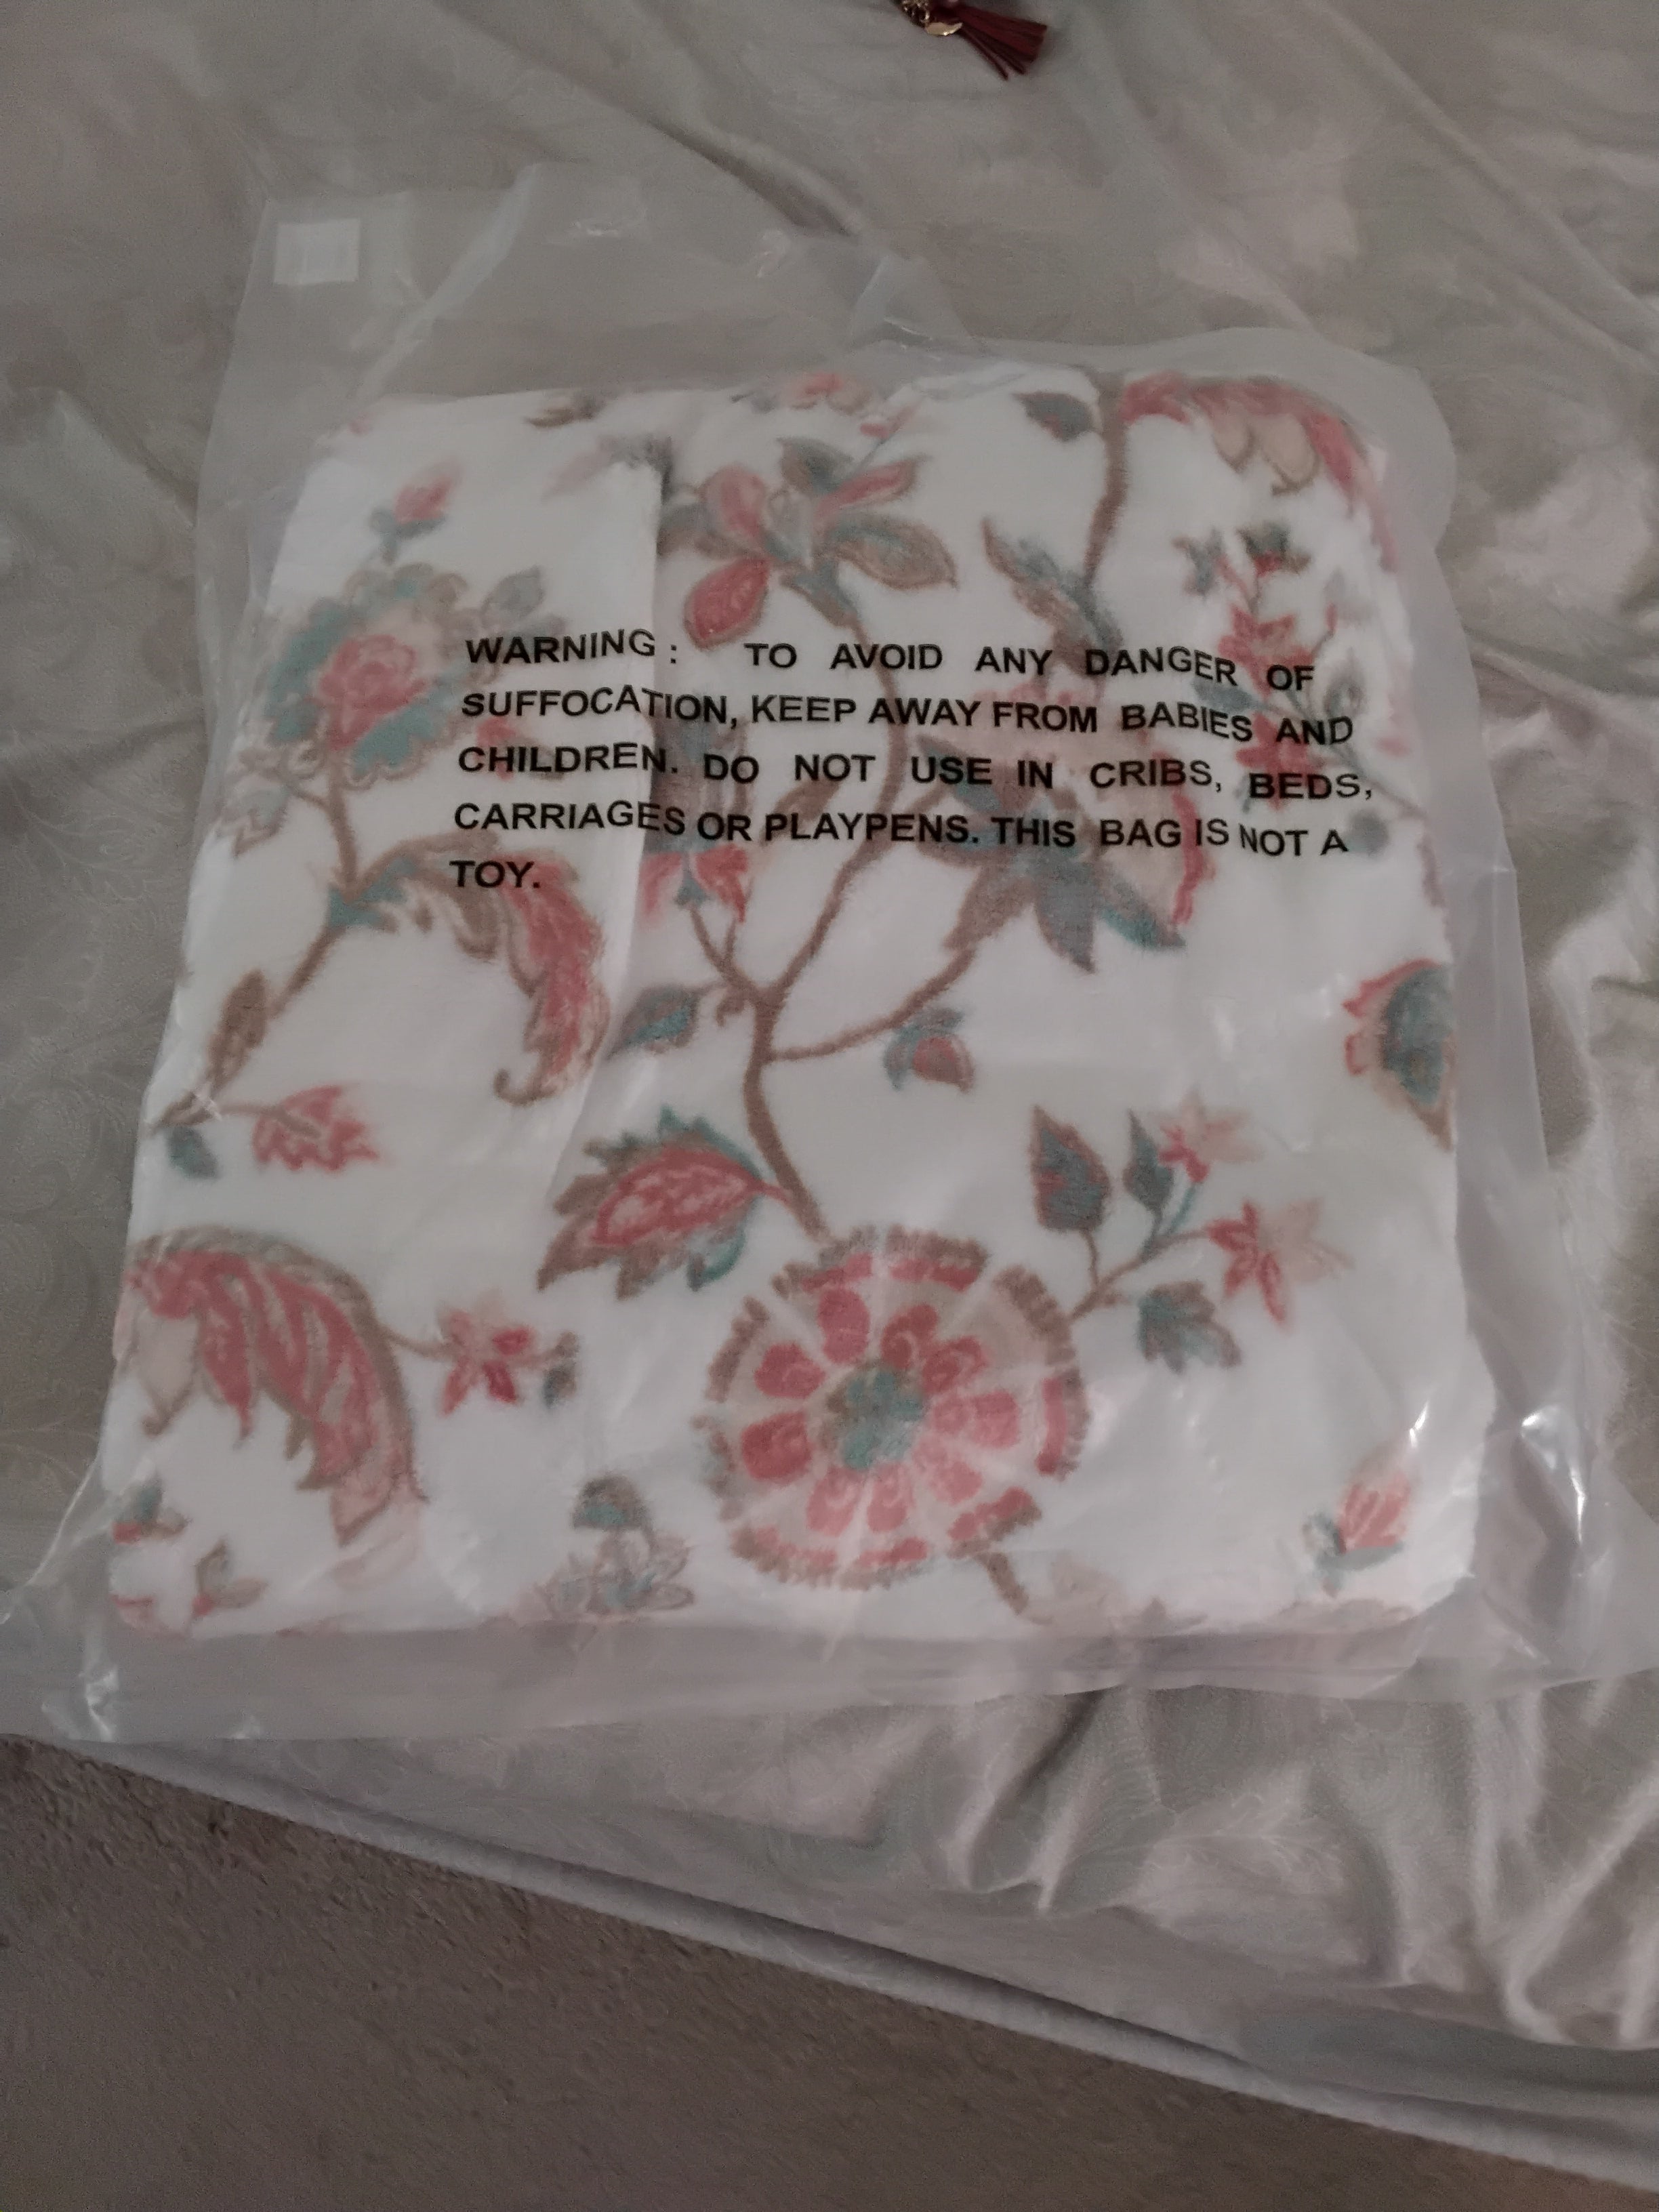 WARNING : TO AVOID ANY DANGER OF
SUFFOCATION, KEEP AWAY FROM BABIES AND
CHILDREN. DO NOT USE IN CRIBS, BEDS,
CARRIAGES OR PLAYPENS. THIS BAG IS NOT A
TOY.